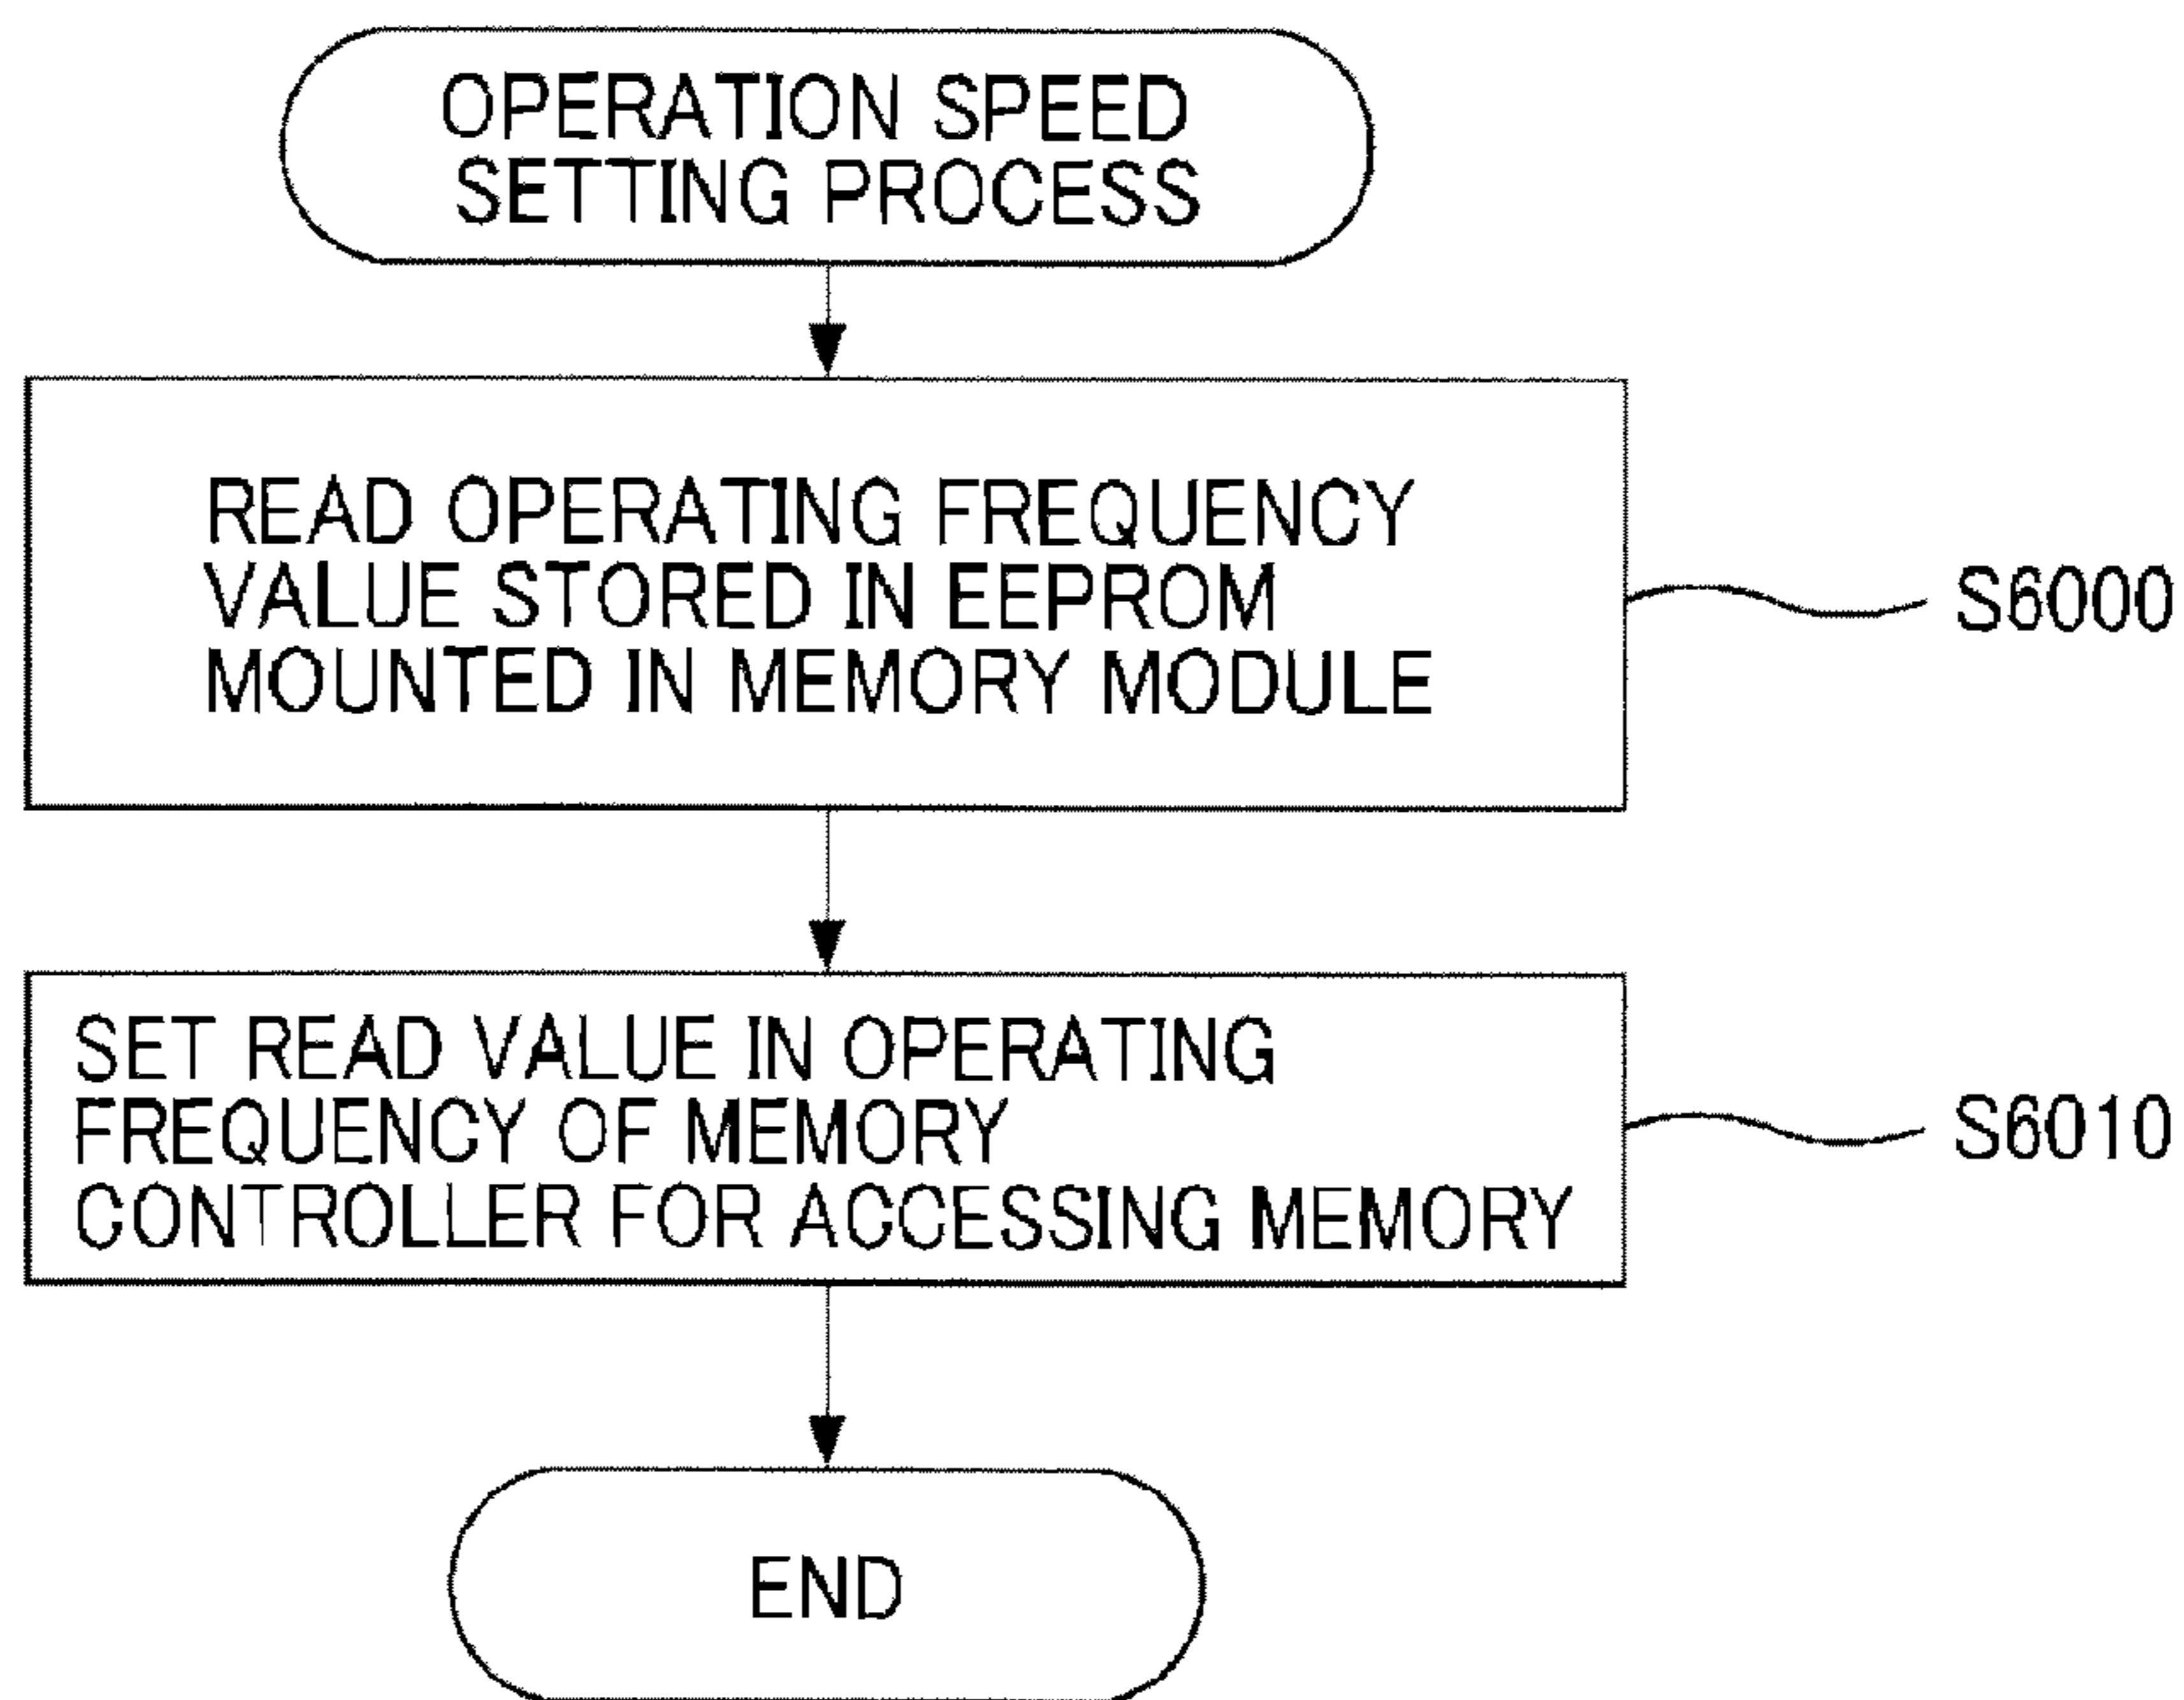 OPERATION SPEED
SETTING PROCESS
READ OPERATING FREQUENCY
VALUE STORED IN EEPROM
MOUNTED IN MEMORY MODULE
S6000
SET READ VALUE IN OPERATING
FREQUENCY OF MEMORY
CONTROLLER FOR ACCESSING MEMORY
S6010
END